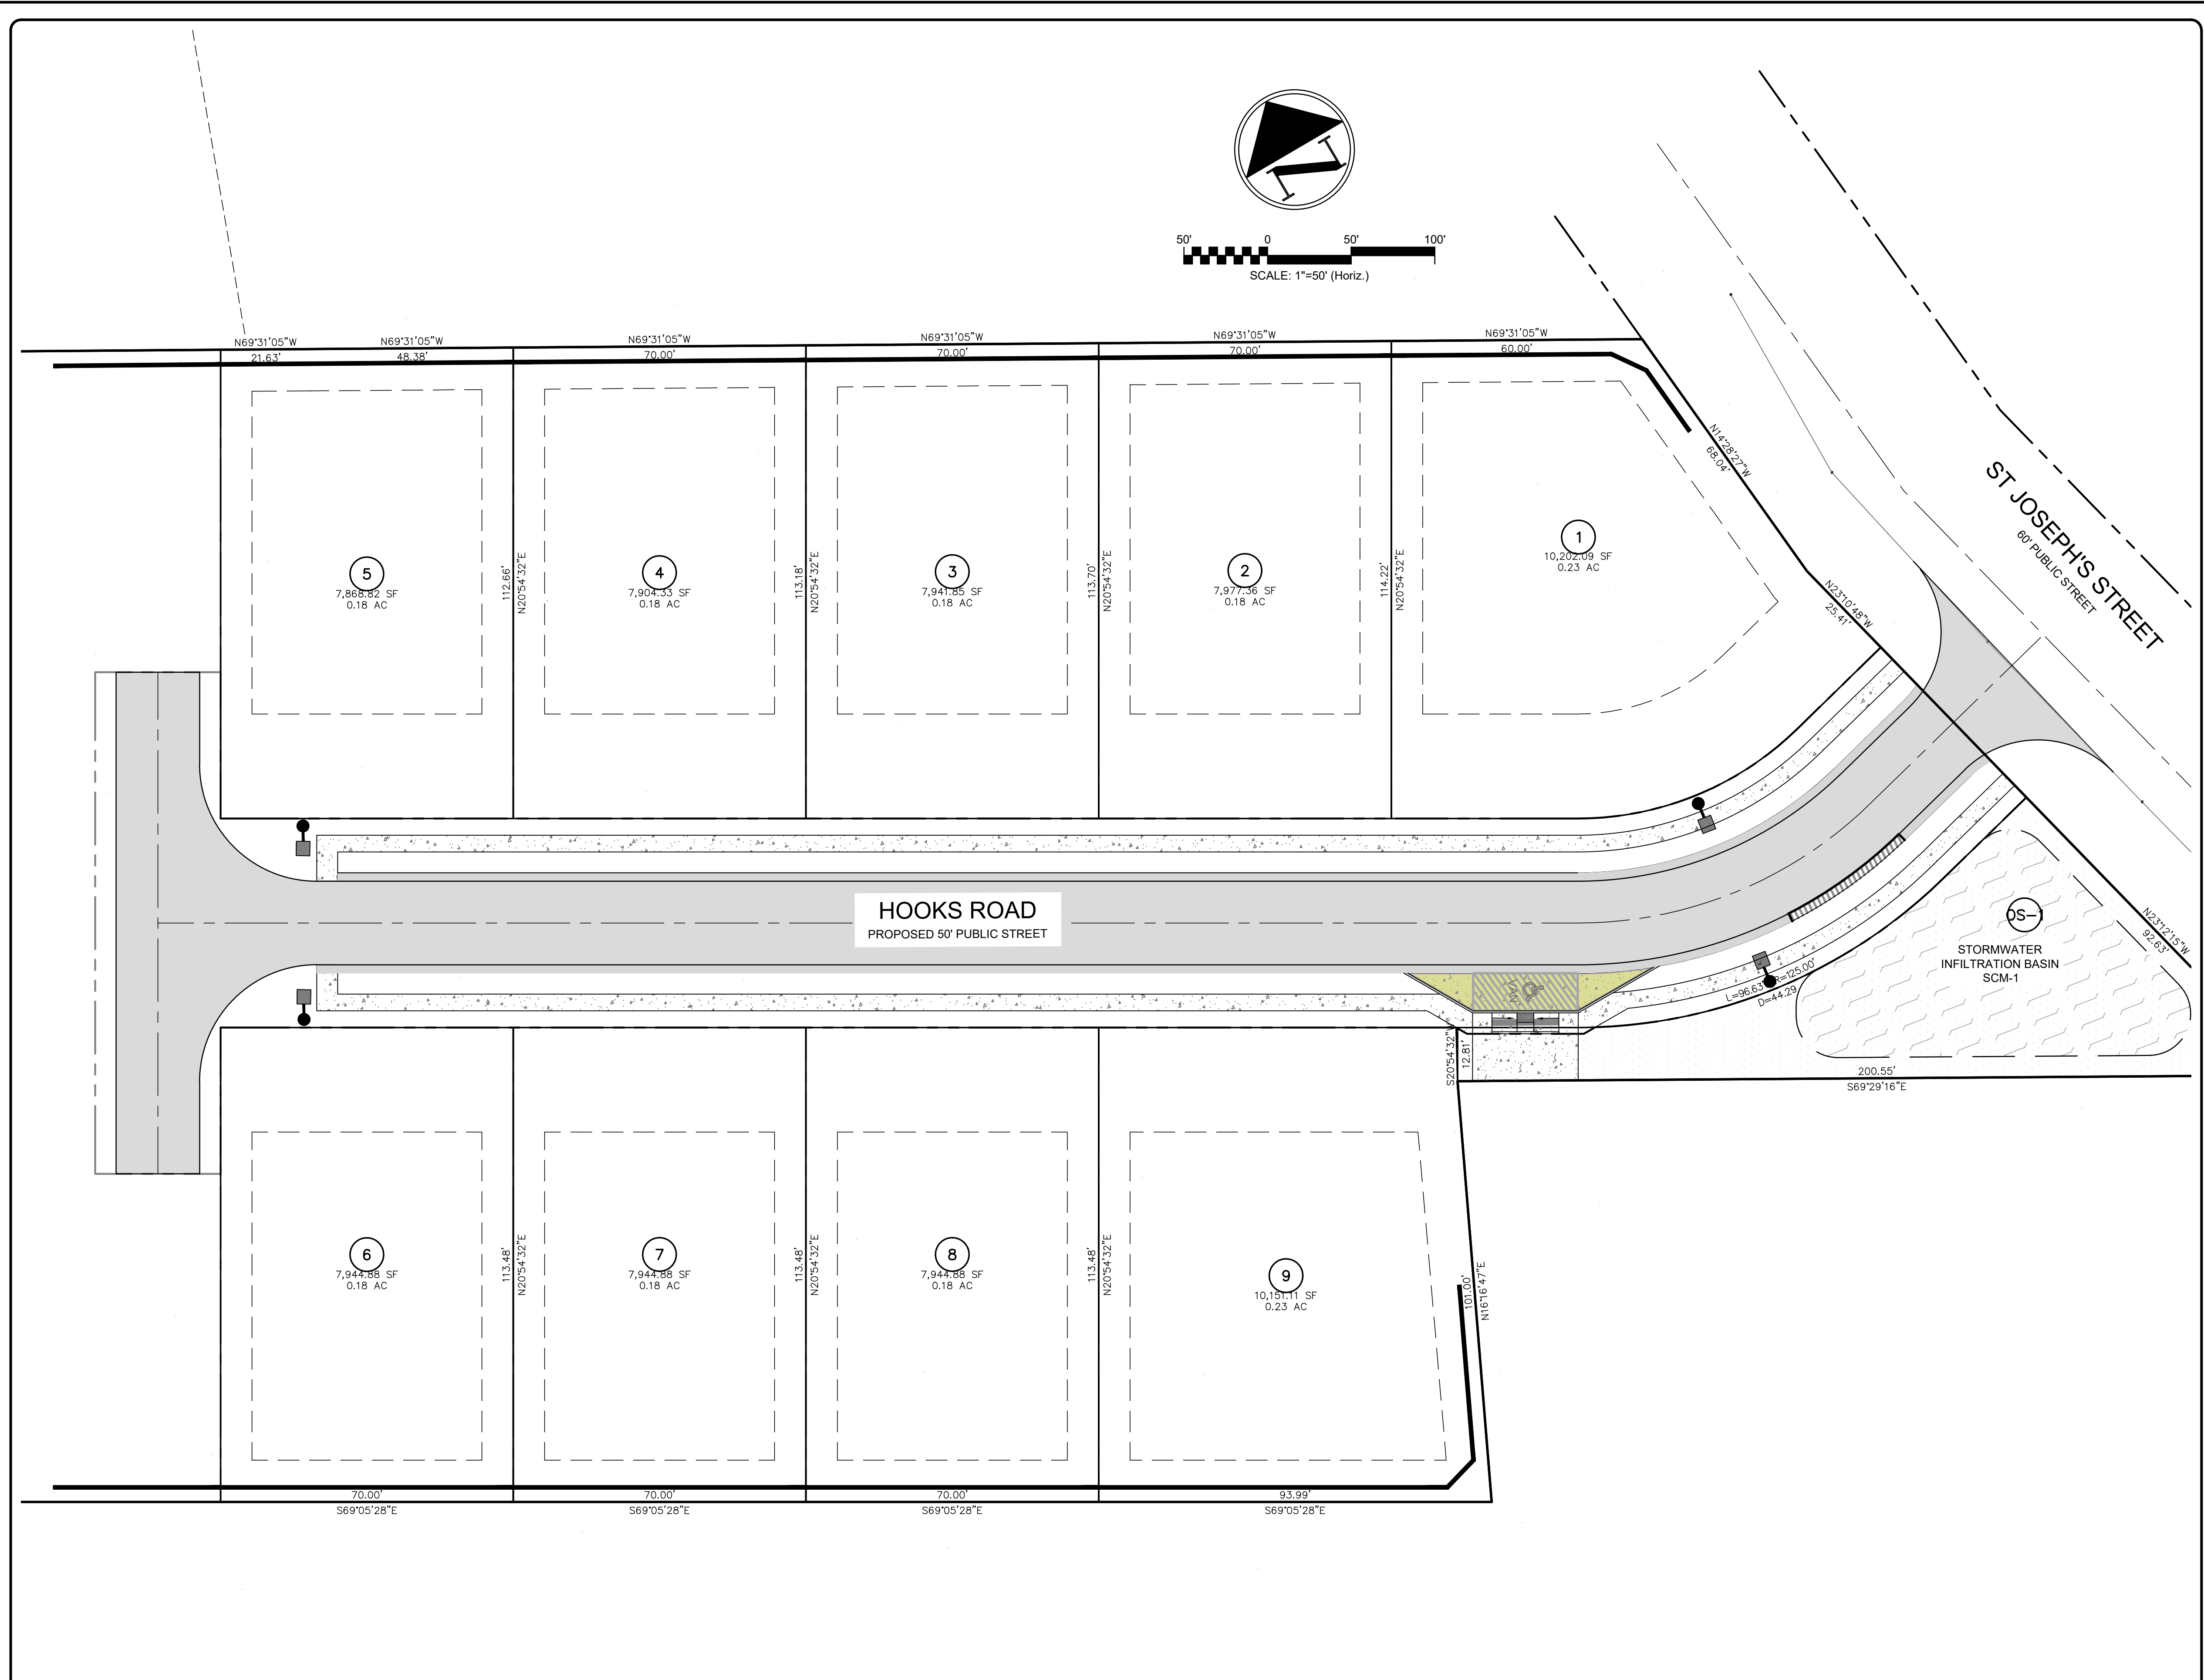 N
50' 0 50' 100'
SCALE: 1"=50' (Horiz.)
N69°31'05"W
21.63'
N69°31'05"W
48.38'
N69°31'05"W
70.00'
N69°31'05"W
70.00'
N69°31'05"W
70.00'
N69°31'05"W
60.00'
N14°28'27"W
68.04'
N23°10'48"W
25.41'
ST JOSEPH'S STREET
60' PUBLIC STREET
5
7,868.82 SF
0.18 AC
112.66'
N20°54'32"E
4
7,904.33 SF
0.18 AC
113.18'
N20°54'32"E
3
7,941.85 SF
0.18 AC
113.70'
N20°54'32"E
2
7,977.36 SF
0.18 AC
114.22'
N20°54'32"E
1
10,202.09 SF
0.23 AC
HOOKS ROAD
PROPOSED 50' PUBLIC STREET
VAN
L=96.63' R=125.00'
D=44.29
OS-1
STORMWATER
INFILTRATION BASIN
SCM-1
N23°12'15"W
92.63'
S20°54'32"W
12.81'
200.55'
S69°29'16"E
6
7,944.88 SF
0.18 AC
113.48'
N20°54'32"E
7
7,944.88 SF
0.18 AC
113.48'
N20°54'32"E
8
7,944.88 SF
0.18 AC
113.48'
N20°54'32"E
9
10,151.11 SF
0.23 AC
101.00'
N16°16'47"E
70.00'
S69°05'28"E
70.00'
S69°05'28"E
70.00'
S69°05'28"E
93.99'
S69°05'28"E